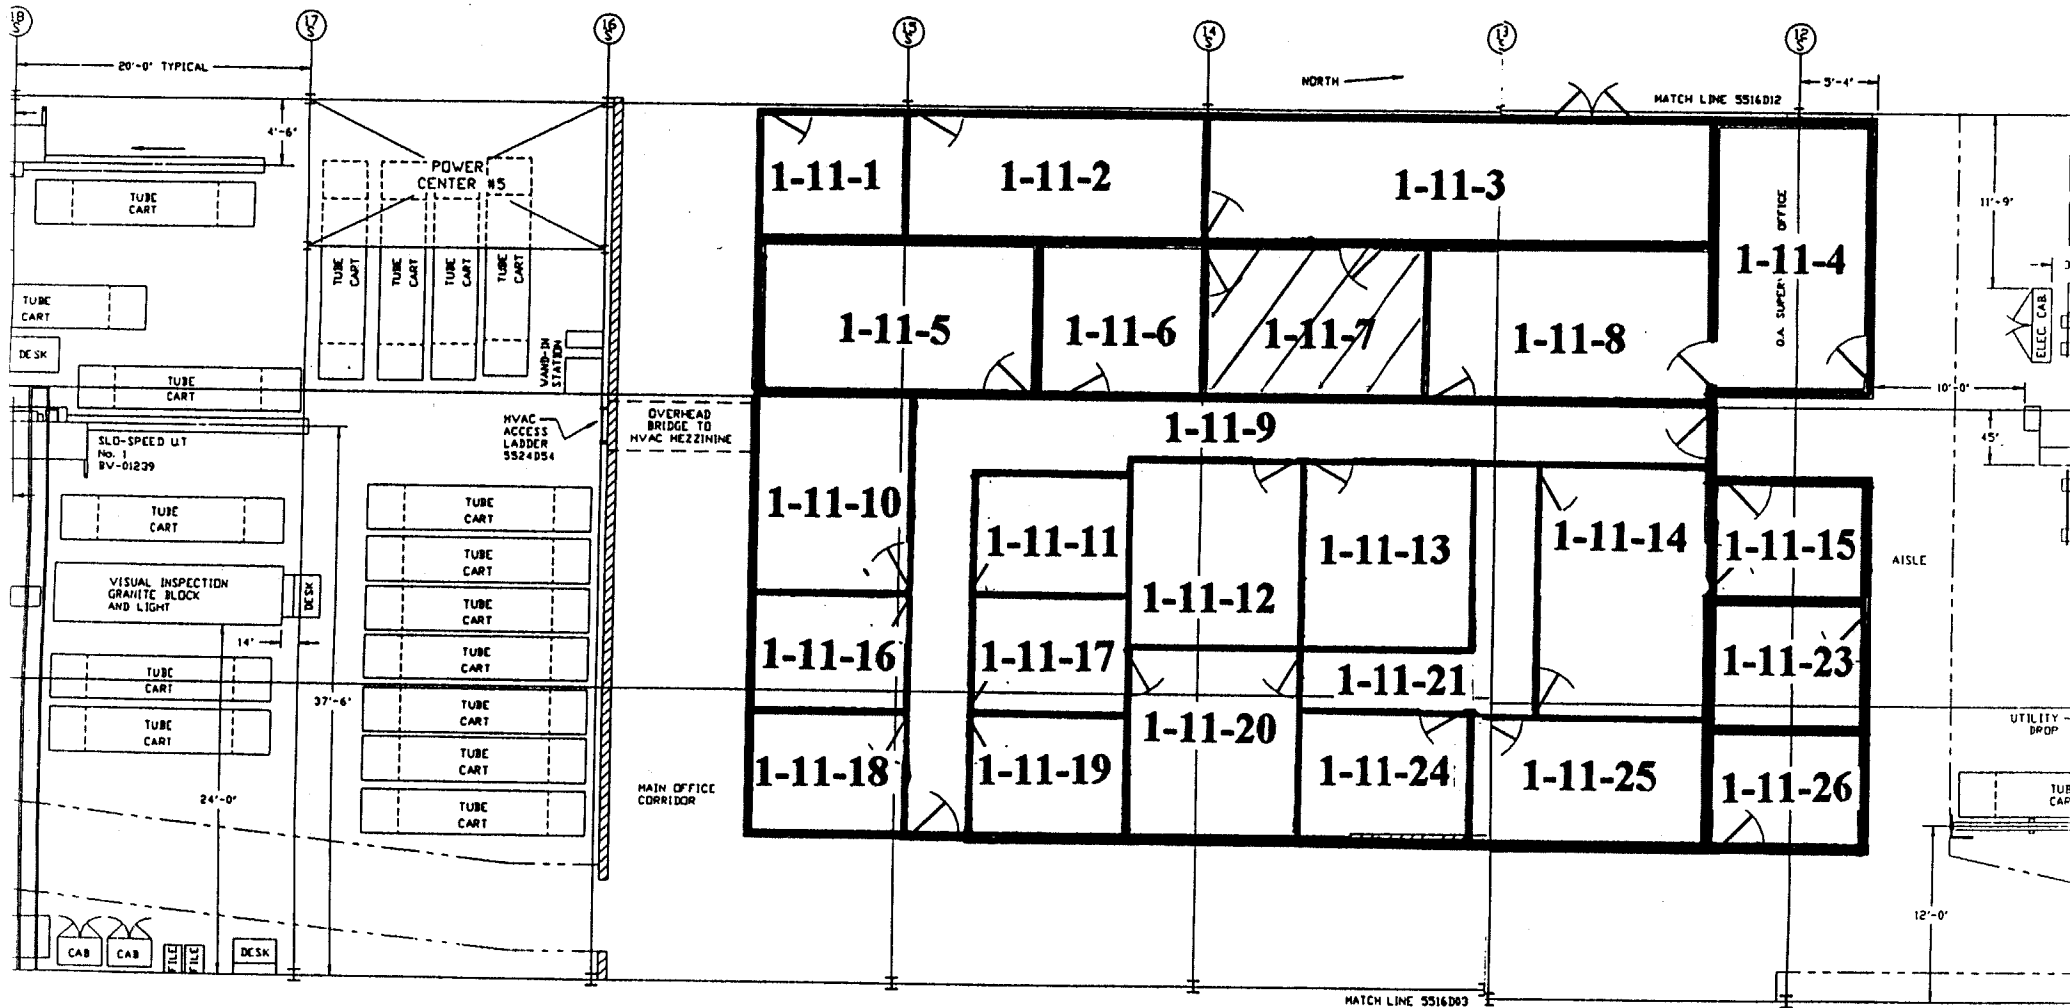 18 S
17 S
16 S
15 S
14 S
13 S
12 S
20'-0' TYPICAL
NORTH
5'-4'
MATCH LINE 5516D12
4'-6'
POWER
CENTER #5
TUBE
CART
TUBE
CART
TUBE
CART
TUBE
CART
TUBE
CART
TUBE
CART
DESK
TUBE
CART
WAND-IN
STATION
HVAC
ACCESS
LADDER
5524D54
OVERHEAD
BRIDGE TO
HVAC MEZZININE
SLO-SPEED UT
No. 1
BV-01239
1-11-1
1-11-2
1-11-3
OFFICE
1-11-4
Q.A. SUPERV
1-11-5
1-11-6
1-11-7
1-11-8
11'-9'
ELEC. CAB.
10'-0'
45'
1-11-9
1-11-10
1-11-11
1-11-12
1-11-13
1-11-14
1-11-15
AISLE
1-11-16
1-11-17
1-11-21
1-11-23
1-11-18
1-11-19
1-11-20
1-11-24
1-11-25
1-11-26
UTILITY
DROP
TUBE
CART
TUBE
CART
TUBE
CART
TUBE
CART
VISUAL INSPECTION
GRANITE BLOCK
AND LIGHT
DESK
14'
TUBE
CART
TUBE
CART
TUBE
CART
TUBE
CART
37'-6'
TUBE
CART
TUBE
CART
24'-0'
TUBE
CART
MAIN OFFICE
CORRIDOR
TUB
CAR
12'-0'
CAB
CAB
FILE
FILE
DESK
MATCH LINE 5516D03